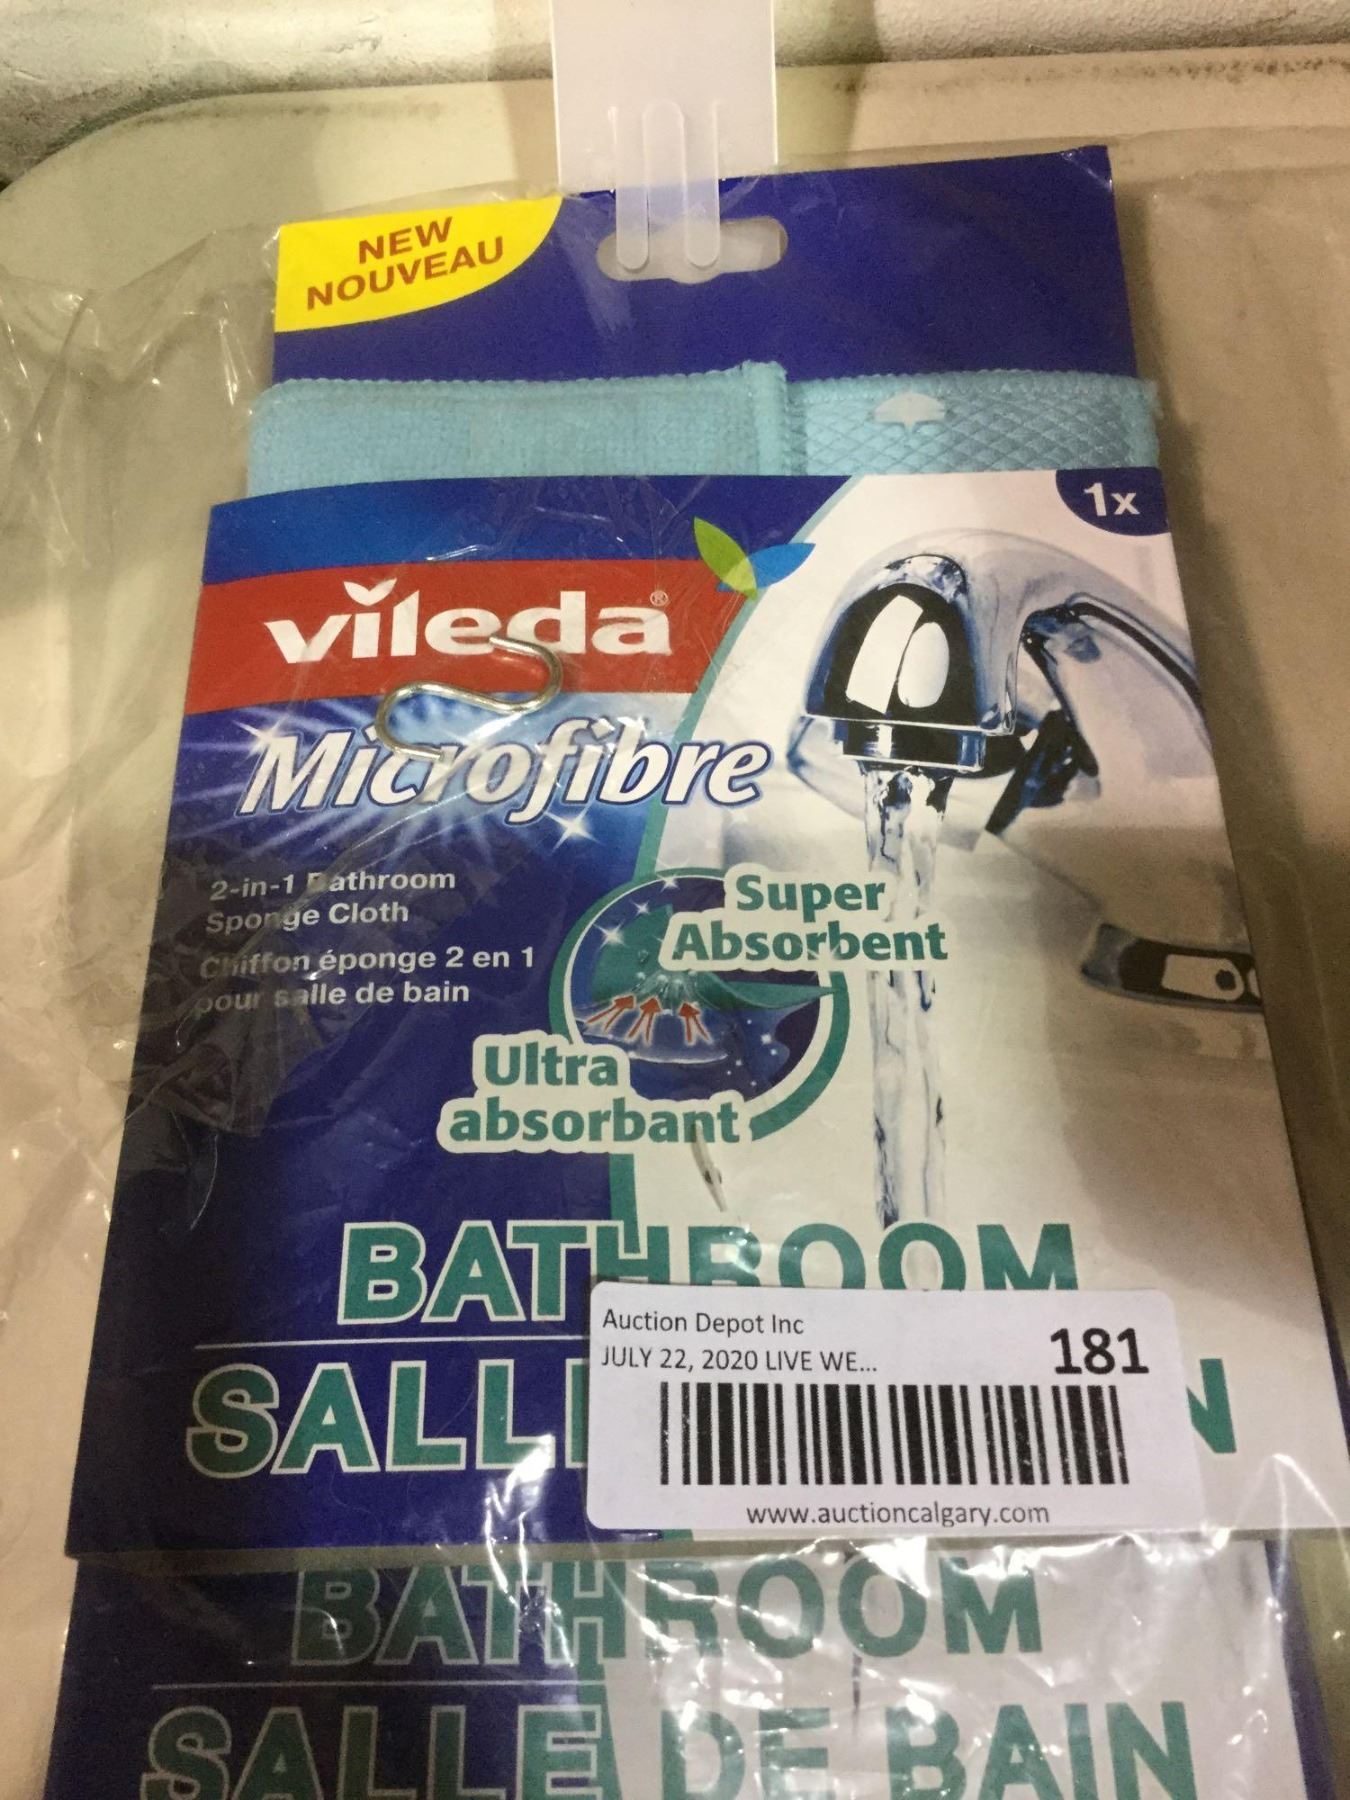 NEW
NOUVEAU
1x
vileda®
Microfibre
2-in-1 Bathroom
Sponge Cloth
Chiffon éponge 2 en 1
pour salle de bain
Super
Absorbent
Ultra
absorbant
BATHROOM
SALLE
N
Auction Depot Inc
JULY 22, 2020 LIVE WE...
181
www.auctioncalgary.com
BATHROOM
SALLE DE BAIN